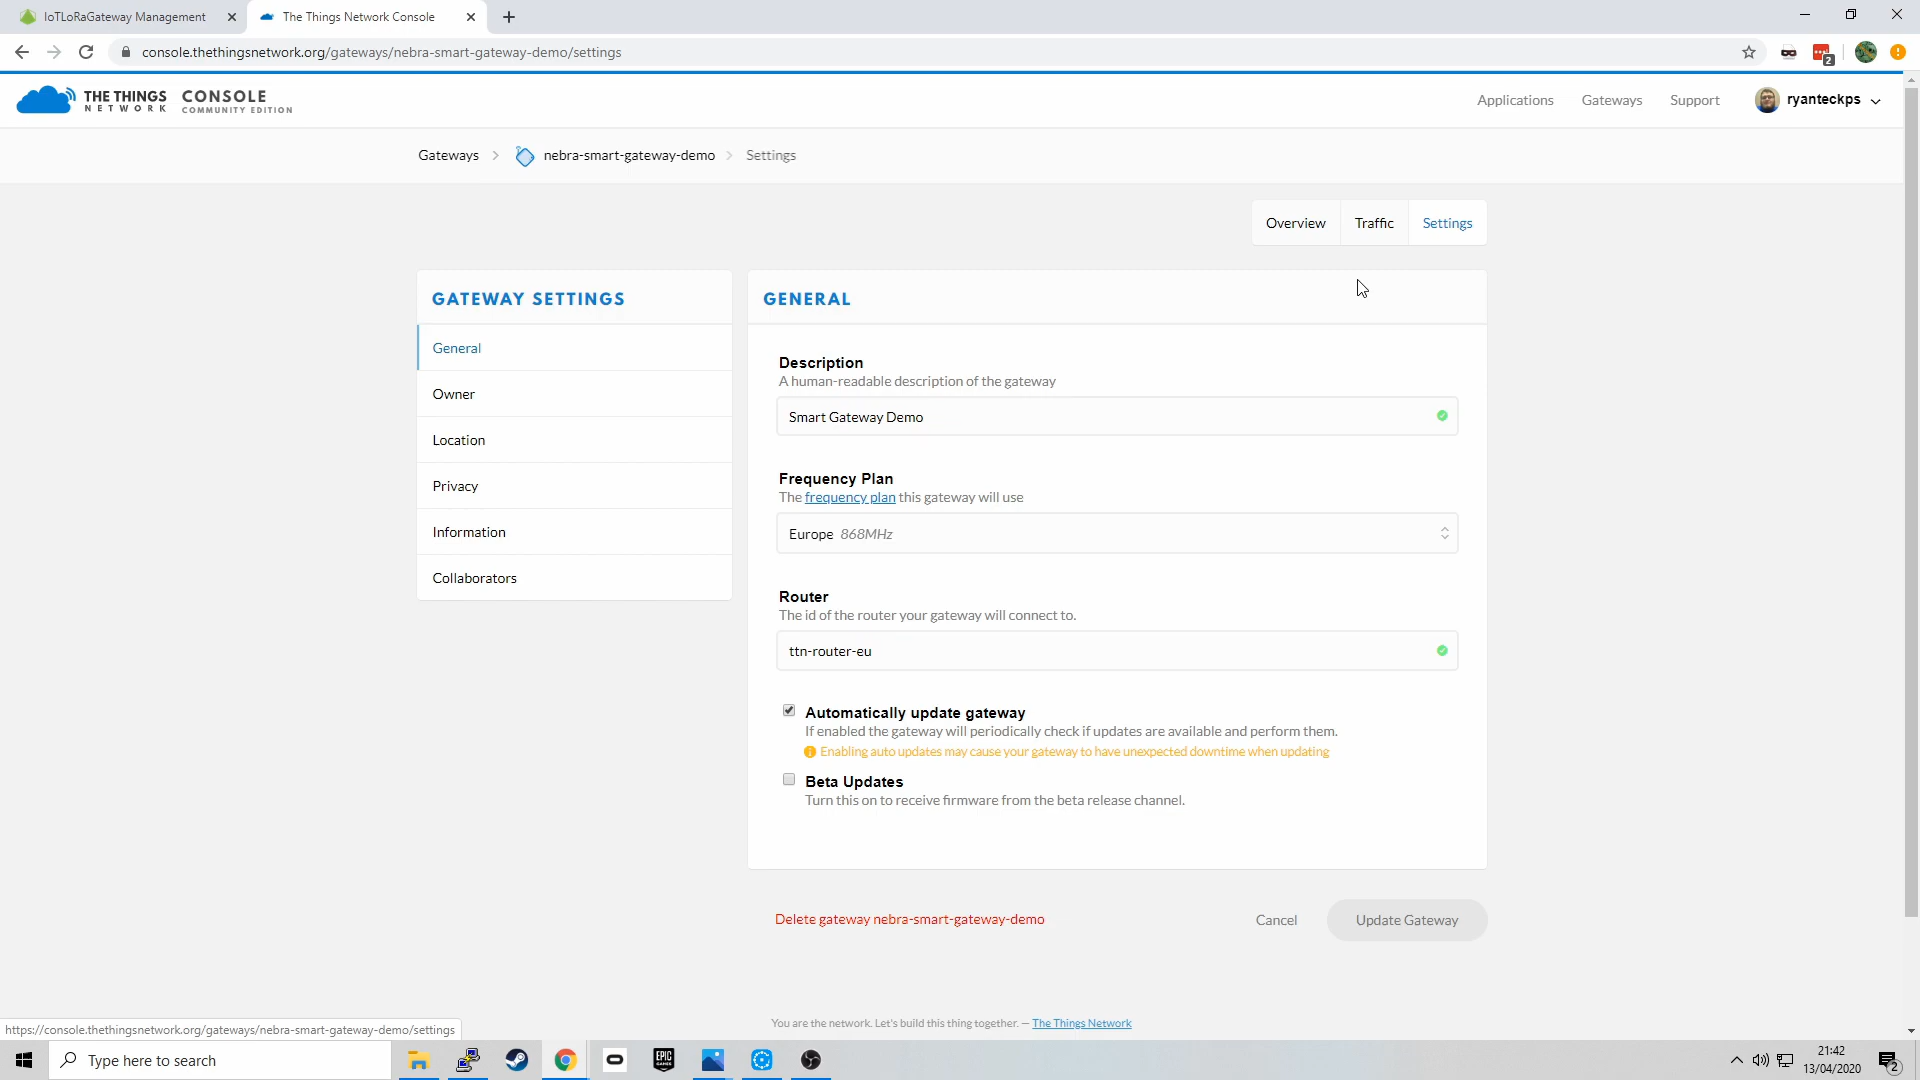 IoTLoRaGateway Management
The Things Network Console
console.thethingsnetwork.org/gateways/nebra-smart-gateway-demo/settings
2
THE THINGS
NETWORK
CONSOLE
COMMUNITY EDITION
Applications
Gateways
Support
ryanteckps
Gateways
nebra-smart-gateway-demo
Settings
Overview
Traffic
Settings
GATEWAY SETTINGS
General
Owner
Location
Privacy
Information
Collaborators
GENERAL
Description
A human-readable description of the gateway
Smart Gateway Demo
Frequency Plan
The frequency plan this gateway will use
Europe 868MHz
Router
The id of the router your gateway will connect to.
ttn-router-eu
Automatically update gateway
If enabled the gateway will periodically check if updates are available and perform them.
Enabling auto updates may cause your gateway to have unexpected downtime when updating
Beta Updates
Turn this on to receive firmware from the beta release channel.
Delete gateway nebra-smart-gateway-demo
Cancel
Update Gateway
You are the network. Let's build this thing together. — The Things Network
https://console.thethingsnetwork.org/gateways/nebra-smart-gateway-demo/settings
Type here to search
EPIC
GAMES
21:42
13/04/2020
2